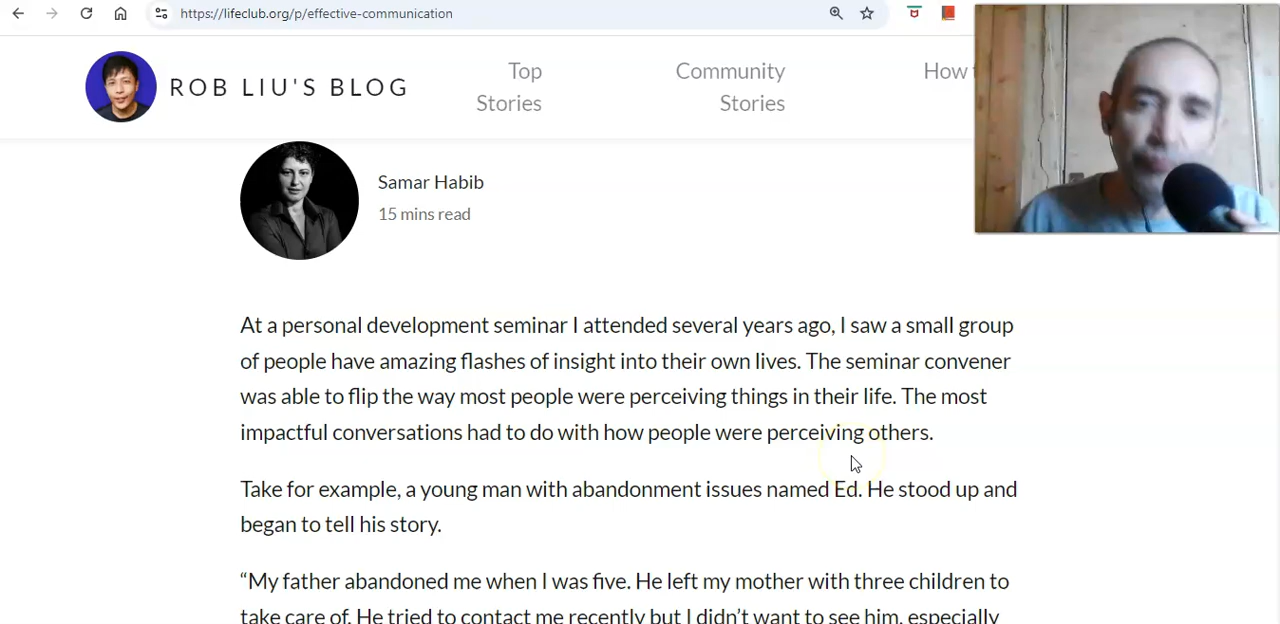 https://lifeclub.org/p/effective-communication
ROB LIU'S BLOG
Top
Stories
Community
Stories
How
Samar Habib
15 mins read
At a personal development seminar I attended several years ago, I saw a small group
of people have amazing flashes of insight into their own lives. The seminar convener
was able to flip the way most people were perceiving things in their life. The most
impactful conversations had to do with how people were perceiving others.
Take for example, a young man with abandonment issues named Ed. He stood up and
began to tell his story.
“My father abandoned me when I was five. He left my mother with three children to
take care of. He tried to contact me recently but I didn’t want to see him, especially